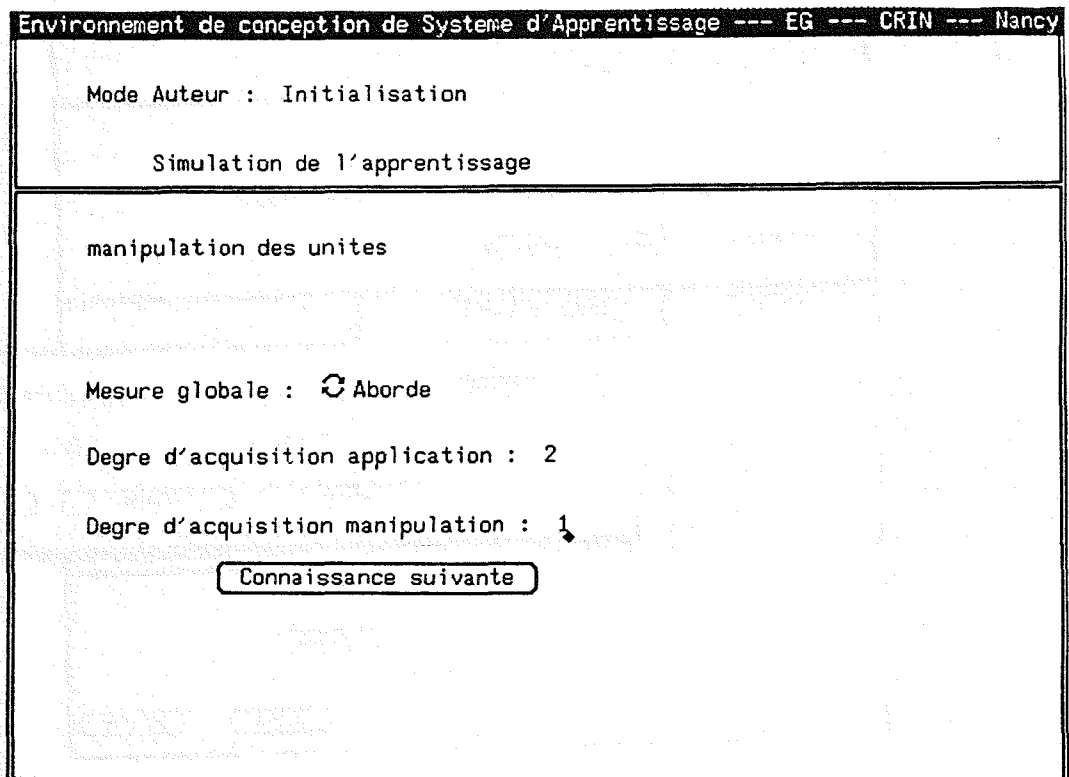 Environnement de conception de Systeme d'Apprentissage --- EG --- CRIN --- Nancy
Mode Auteur : Initialisation
Simulation de l'apprentissage
manipulation des unites
Mesure globale : Aborde
Degre d'acquisition application : 2
Degre d'acquisition manipulation : 1
Connaissance suivante